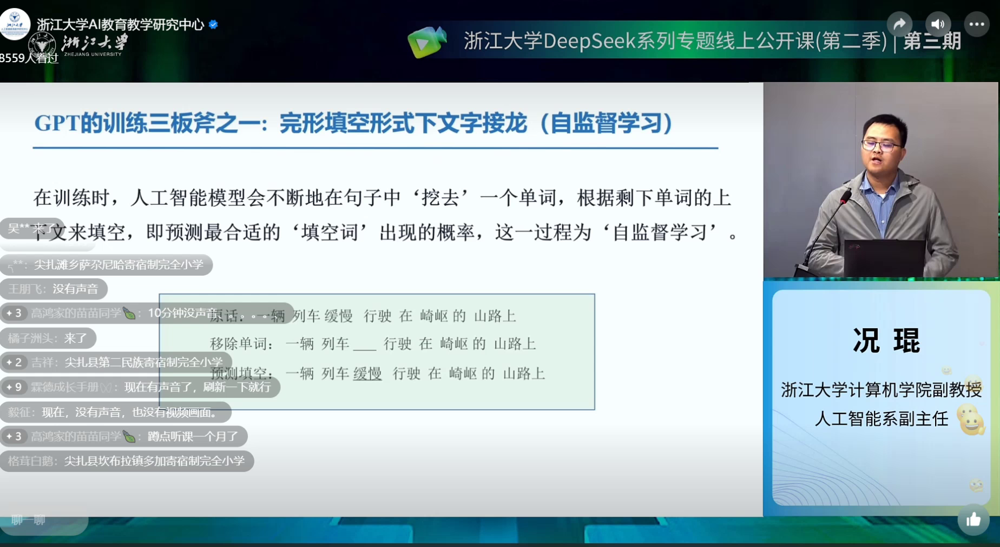 浙江大学AI教育教学研究中心
浙江大学
ZHEJIANG UNIVERSITY
8559人看过
浙江大学DeepSeek系列专题线上公开课(第二季) | 第三期
GPT的训练三板斧之一：完形填空形式下文字接龙（自监督学习）
在训练时，人工智能模型会不断地在句子中‘挖去’一个单词，根据剩下单词的上
下文来填空，即预测最合适的‘填空词’出现的概率，这一过程为‘自监督学习’。
原话：一辆 列车 缓慢 行驶 在 崎岖 的 山路上
移除单词： 一辆 列车 ___ 行驶 在 崎岖 的 山路上
预测填空： 一辆 列车 缓慢 行驶 在 崎岖 的 山路上
吴** 来了
**: 尖扎滩乡萨尕尼哈寄宿制完全小学
王朋飞: 没有声音
3 高鸿家的苗苗同学: 10分钟没声音。。。。
橘子洲头: 来了
2 吉祥: 尖扎县第二民族寄宿制完全小学
9 霖德成长手册: 现在有声音了，刷新一下就行
毅征: 现在，没有声音，也没有视频画面。
3 高鸿家的苗苗同学: 蹲点听课一个月了
格茸白鹅: 尖扎县坎布拉镇多加寄宿制完全小学
聊一聊
况 琨
浙江大学计算机学院副教授
人工智能系副主任